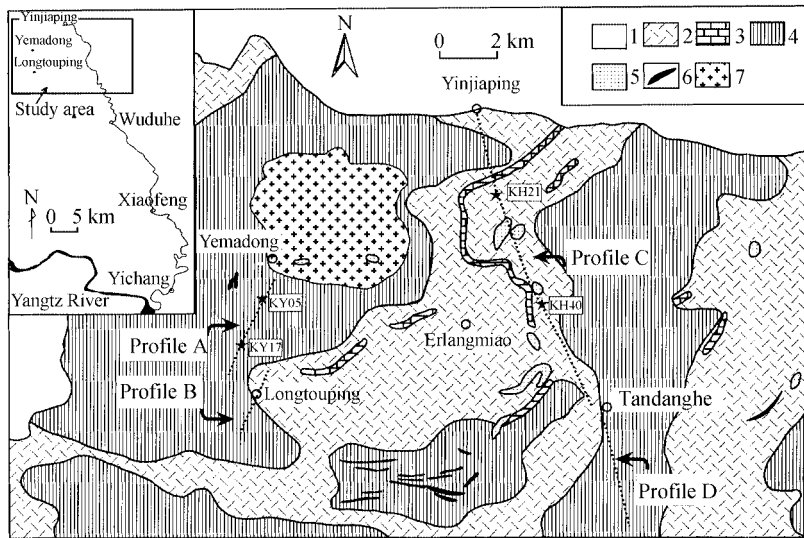 Yinjiaping
Yemadong
Longtouping
Study area
Wuduhe
N
Xiaofeng
0 5 km
Yichang
Yangtz River
N
0 2 km
Yinjiaping
1 2 3 4
5 6 7
KH21
Yemadong
Profile C
KY05
KH40
Profile A
KY17
Erlangmiao
Profile B
Longtouping
Tandanghe
Profile D